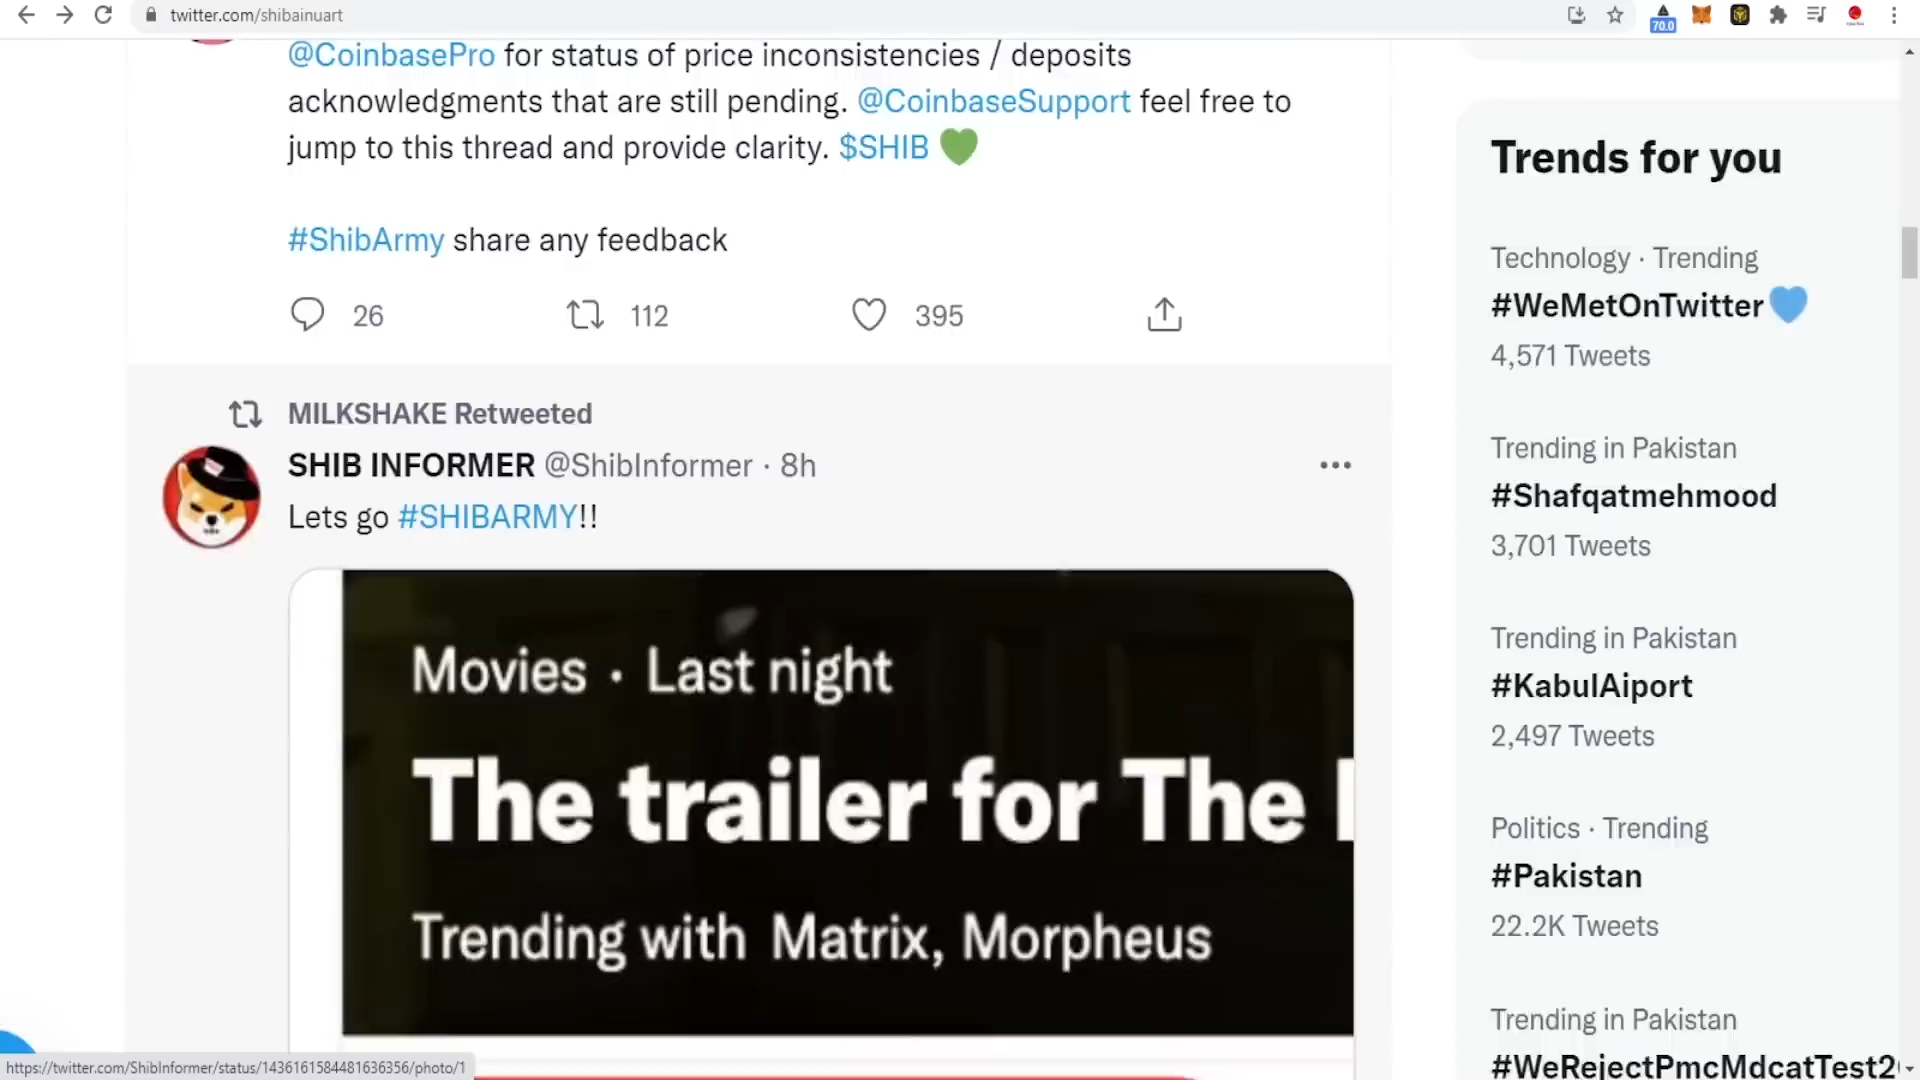 twitter.com/shibainuart
70.0
@CoinbasePro for status of price inconsistencies / deposits
acknowledgments that are still pending. @CoinbaseSupport feel free to
jump to this thread and provide clarity. $SHIB 💚
#ShibArmy share any feedback
26 112 395
MILKSHAKE Retweeted
SHIB INFORMER @ShibInformer · 8h
Lets go #SHIBARMY!!
Movies · Last night
The trailer for The
Trending with Matrix, Morpheus
https://twitter.com/ShibInformer/status/1436161584481636356/photo/1
Trends for you
Technology · Trending
#WeMetOnTwitter💙
4,571 Tweets
Trending in Pakistan
#Shafqatmehmood
3,701 Tweets
Trending in Pakistan
#KabulAiport
2,497 Tweets
Politics · Trending
#Pakistan
22.2K Tweets
Trending in Pakistan
#WeRejectPmcMdcatTest2